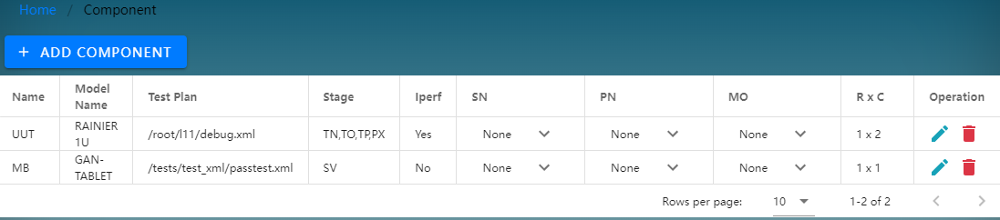 Home / Component
+ ADD COMPONENT
Name Model Name Test Plan Stage Iperf SN PN MO R x C Operation
UUT RAINIER 1U /root/l11/debug.xml TN,TO,TP,PX Yes None None None 1 x 2
MB GAN-TABLET /tests/test_xml/passtest.xml SV No None None None 1 x 1
Rows per page: 10 1-2 of 2